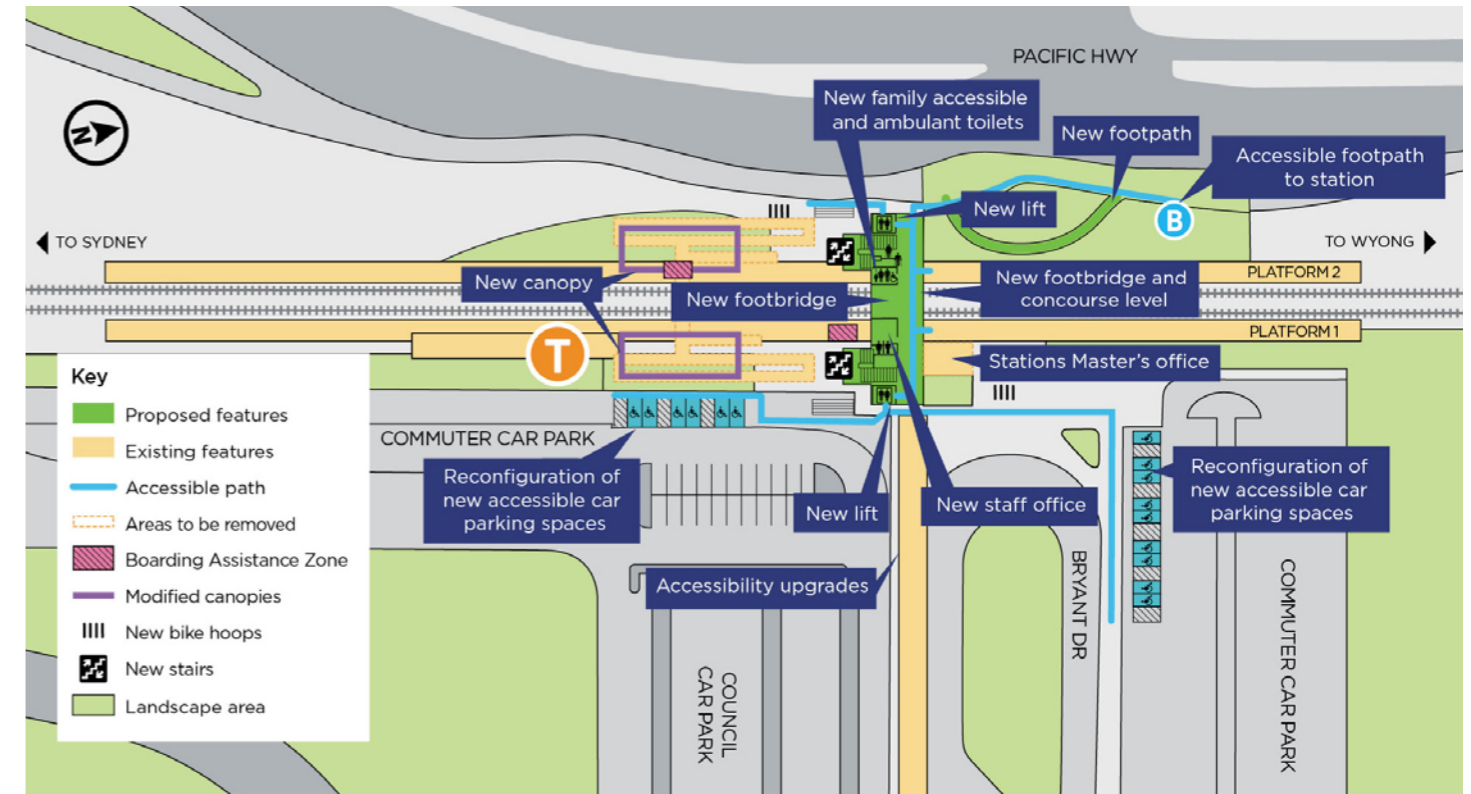 PACIFIC HWY
New family accessible
and ambulant toilets
New footpath
Accessible footpath
to station
N
New lift
B
TO SYDNEY
TO WYONG
PLATFORM 2
New canopy
New footbridge
New footbridge and
concourse level
PLATFORM 1
T
Stations Master's office
Key
Proposed features
Existing features
Accessible path
Areas to be removed
Boarding Assistance Zone
Modified canopies
New bike hoops
New stairs
Landscape area
COMMUTER CAR PARK
Reconfiguration of
new accessible car
parking spaces
New lift
New staff office
Reconfiguration of
new accessible car
parking spaces
Accessibility upgrades
BRYANT DR
COMMUTER CAR PARK
COUNCIL
CAR PARK